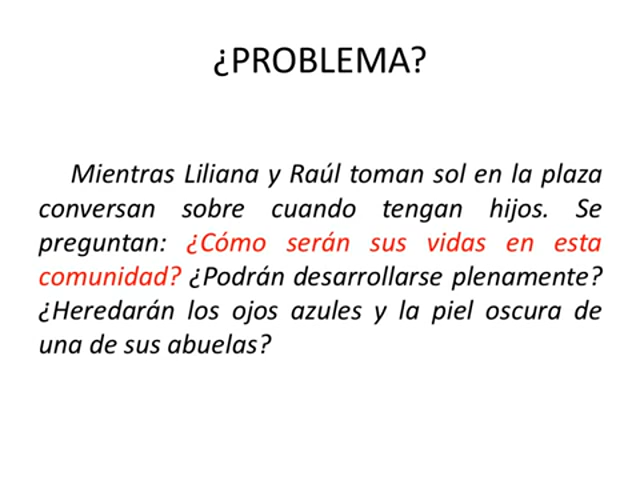 ¿PROBLEMA?
Mientras Liliana y Raúl toman sol en la plaza
conversan sobre cuando tengan hijos. Se
preguntan: ¿Cómo serán sus vidas en esta
comunidad? ¿Podrán desarrollarse plenamente?
¿Heredarán los ojos azules y la piel oscura de
una de sus abuelas?